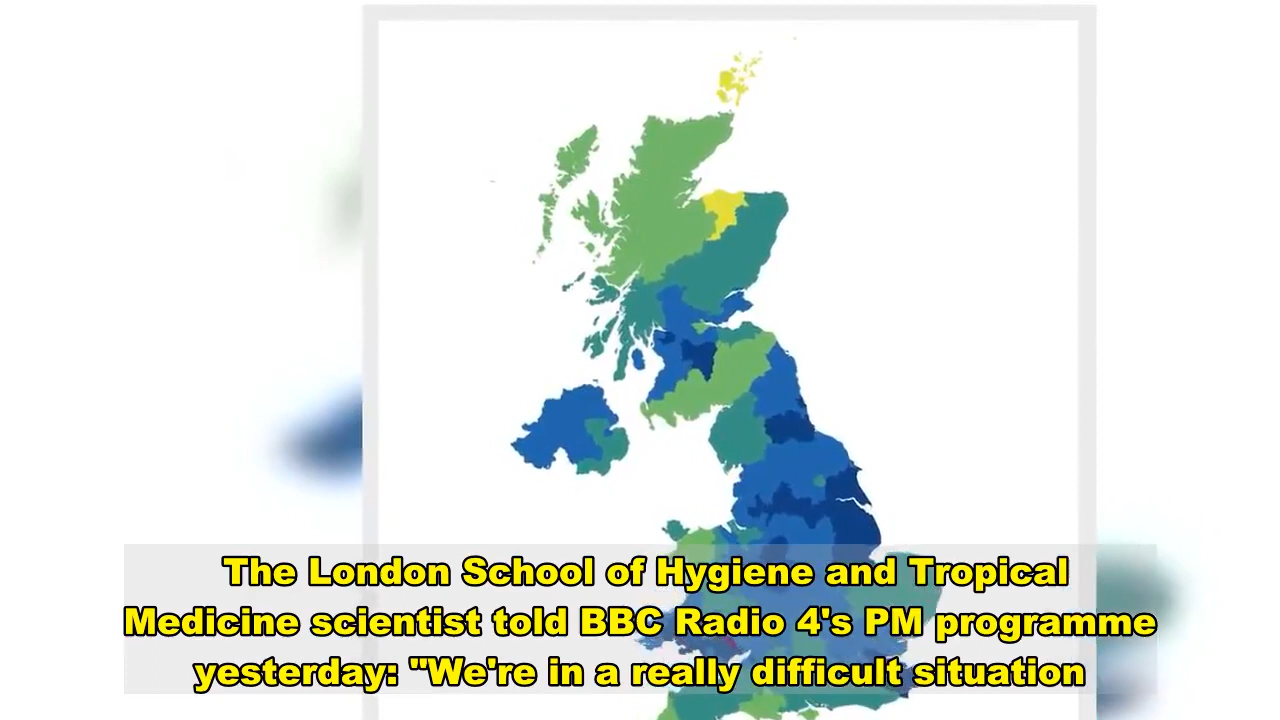 The London School of Hygiene and Tropical
Medicine scientist told BBC Radio 4's PM programme
yesterday: "We're in a really difficult situation